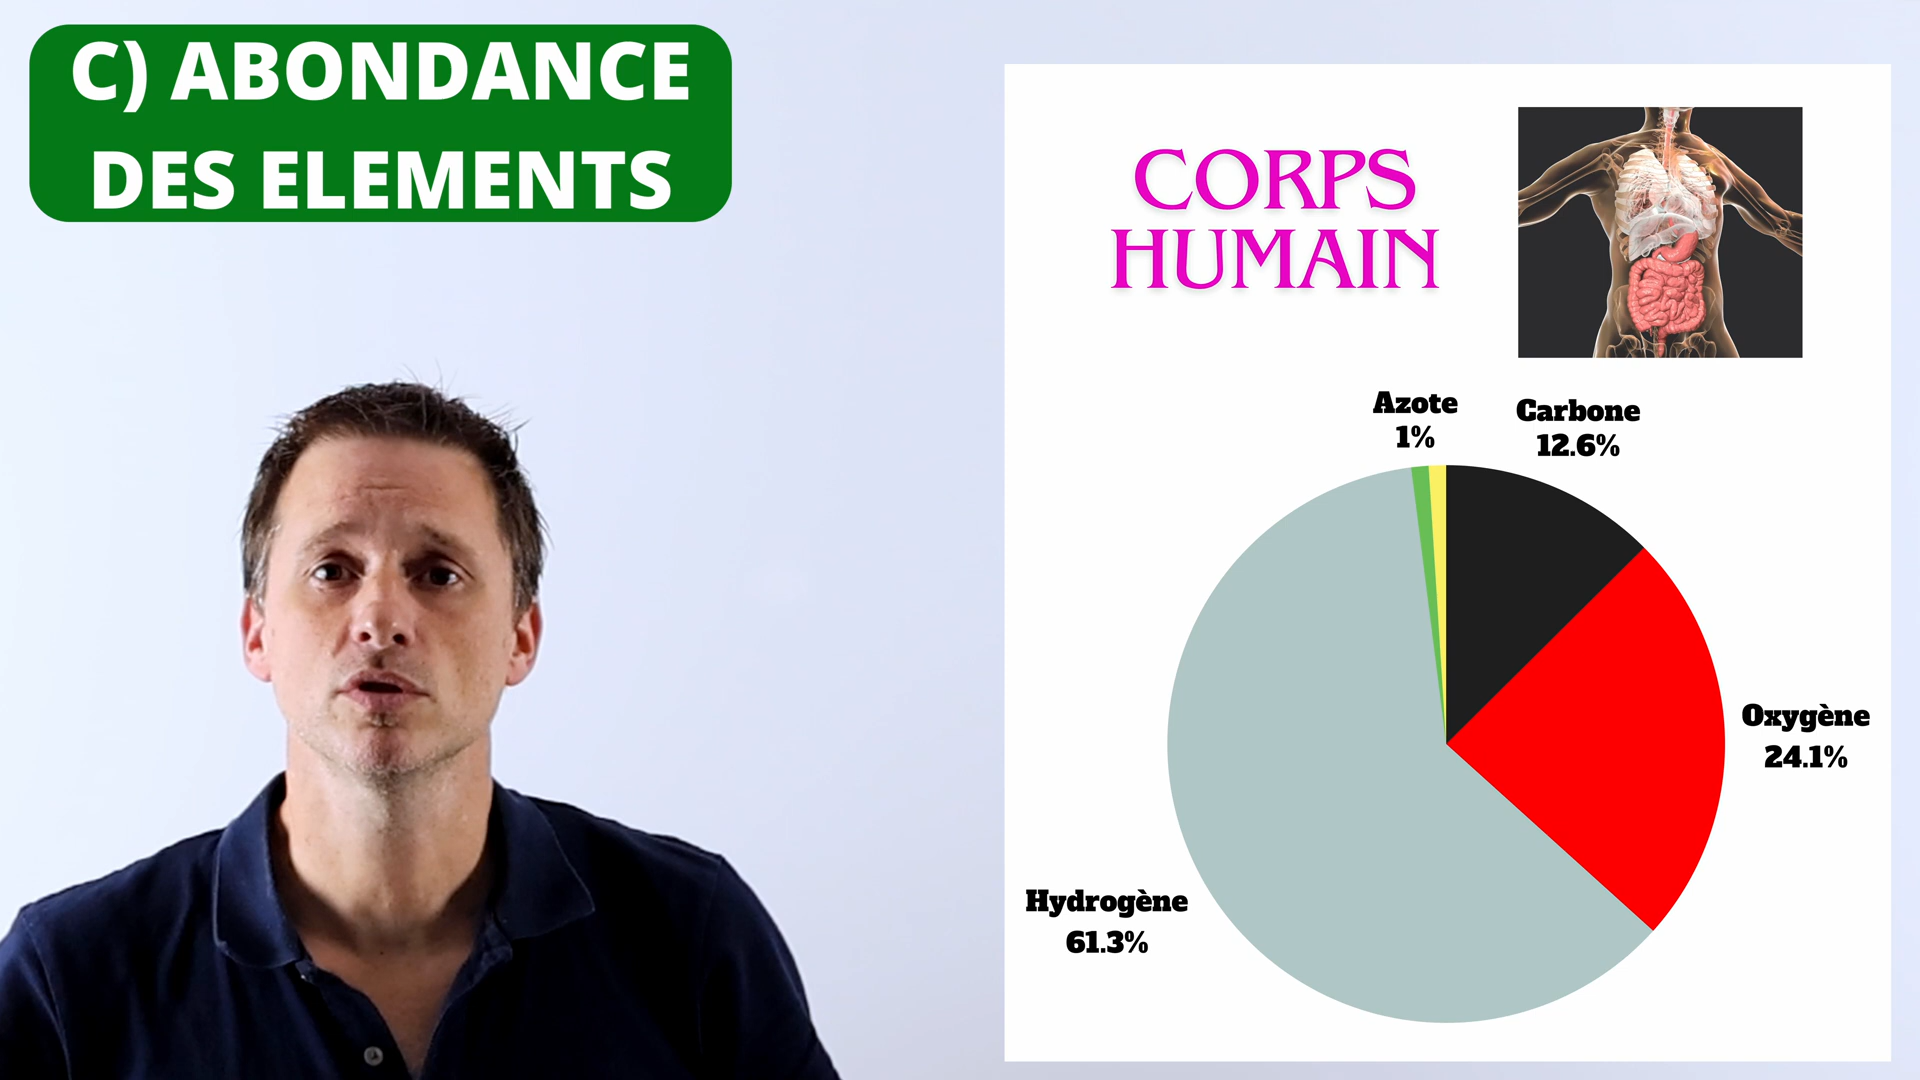 C) ABONDANCE
DES ELEMENTS
CORPS
HUMAIN
Azote
1%
Carbone
12.6%
Oxygène
24.1%
Hydrogène
61.3%